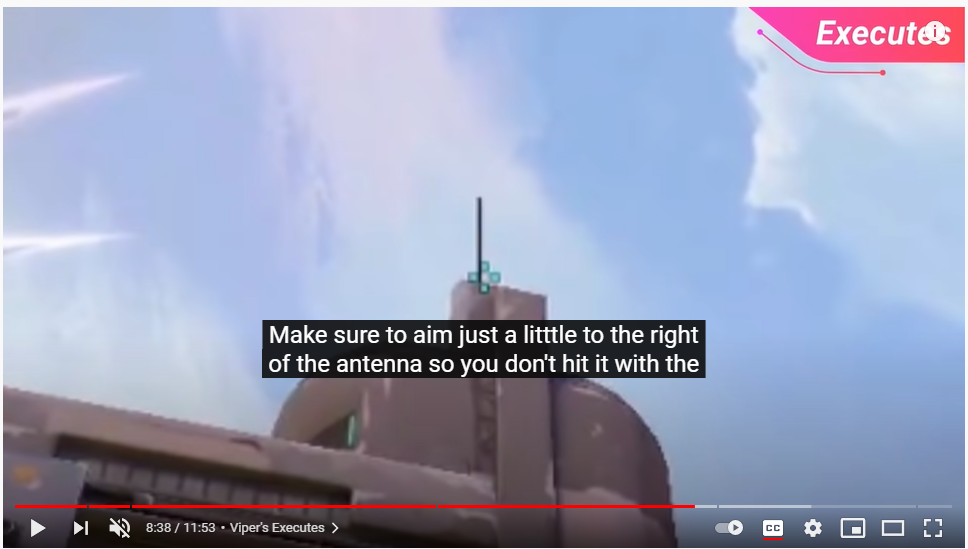 Executes
Make sure to aim just a litttle to the right
of the antenna so you don't hit it with the
8:38 / 11:53 • Viper's Executes >
CC